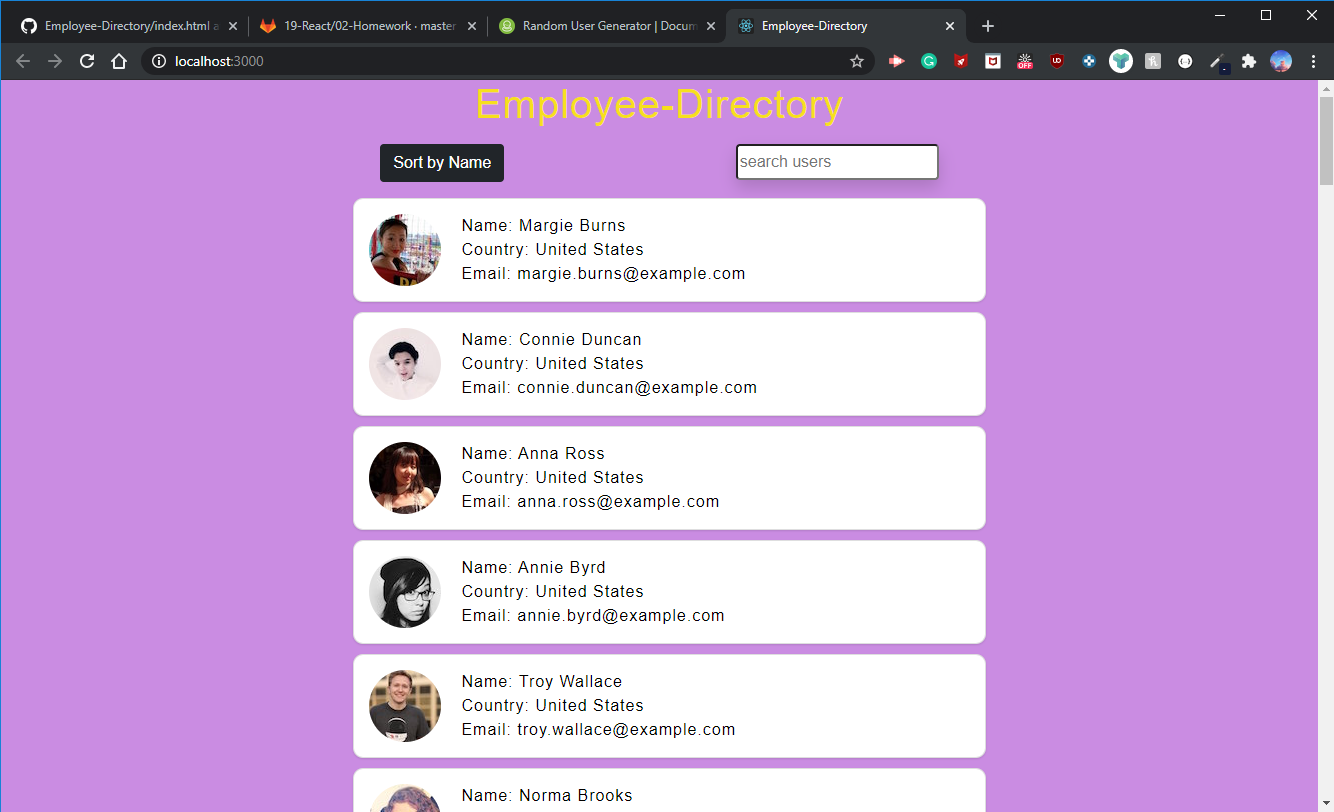 Employee-Directory/index.html a
19-React/02-Homework · master
Random User Generator | Docum
Employee-Directory
localhost:3000
OFF
UD
Employee-Directory
Sort by Name
search users
Name: Margie Burns
Country: United States
Email: margie.burns@example.com
Name: Connie Duncan
Country: United States
Email: connie.duncan@example.com
Name: Anna Ross
Country: United States
Email: anna.ross@example.com
Name: Annie Byrd
Country: United States
Email: annie.byrd@example.com
Name: Troy Wallace
Country: United States
Email: troy.wallace@example.com
Name: Norma Brooks